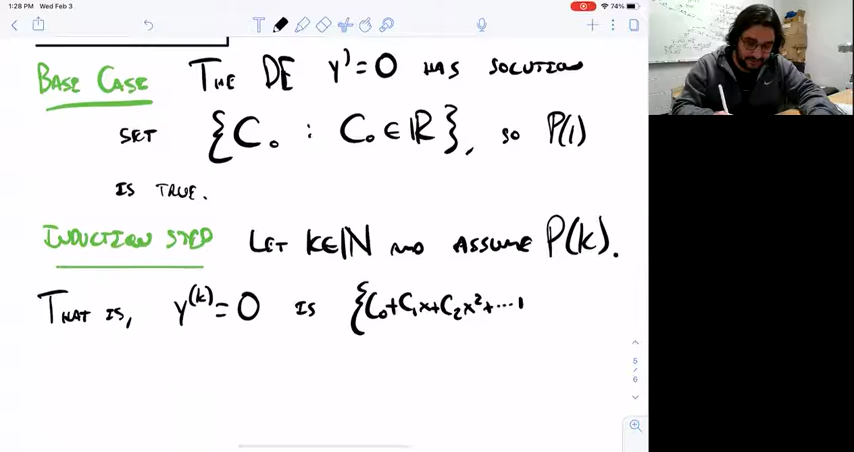 1:28 PM Wed Feb 3
74%
BASE CASE THE DE y'=0 HAS SOLUTION
SET {C₀ : C₀∈ℝ}, SO P(1)
IS TRUE.
INDUCTION STEP LET k∈ℕ AND ASSUME P(k).
THAT IS, y⁽ᵏ⁾=0 IS {C₀+C₁x+C₂x²+⋯
5
/
6